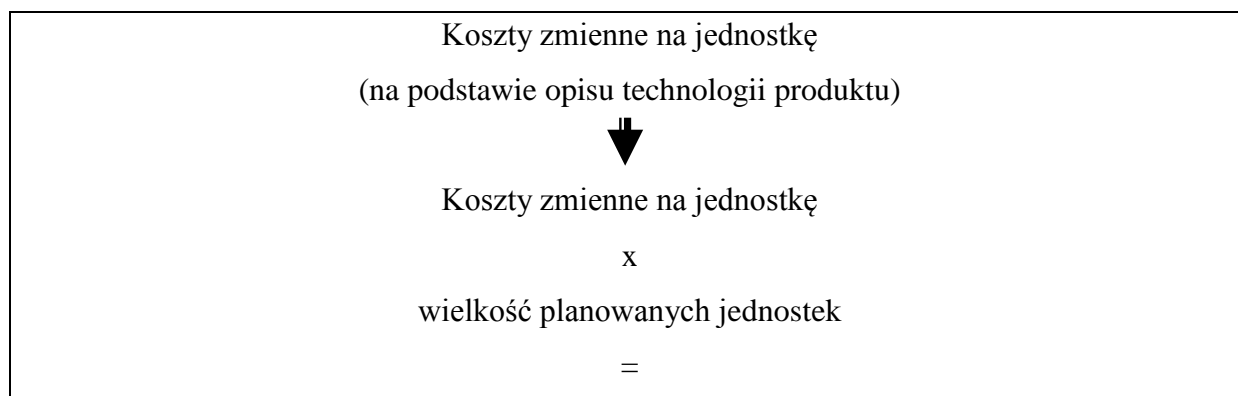 Koszty zmienne na jednostkę
(na podstawie opisu technologii produktu)
Koszty zmienne na jednostkę
x
wielkość planowanych jednostek
=